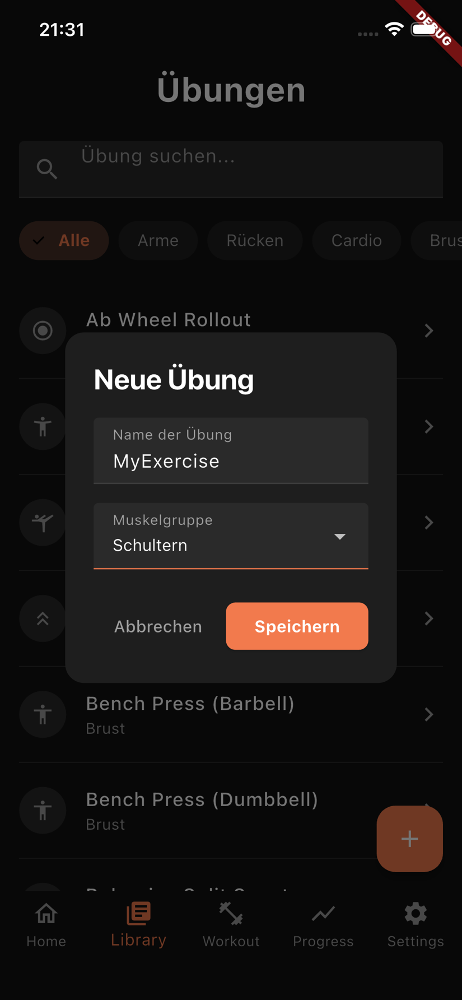 21:31
DEBUG
Übungen
Übung suchen...
Alle Arme Rücken Cardio Brus
Ab Wheel Rollout
Neue Übung
Name der Übung
MyExercise
Muskelgruppe
Schultern
Abbrechen Speichern
Bench Press (Barbell)
Brust
Bench Press (Dumbbell)
Brust
Home Library Workout Progress Settings